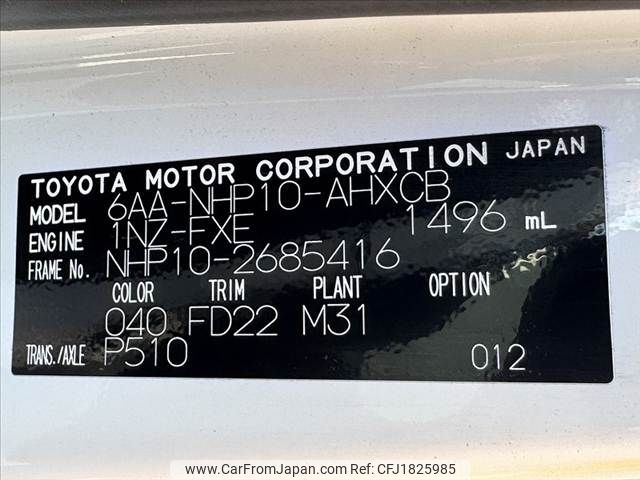 TOYOTA MOTOR CORPORATION JAPAN
MODEL 6AA-NHP10-AHXCB
ENGINE 1NZ-FXE 1496 mL
FRAME No. NHP10-2685416
COLOR TRIM PLANT OPTION
040 FD22 M31
TRANS./AXLE P510 012
© www.CarFromJapan.com, ID: CFJ1825985